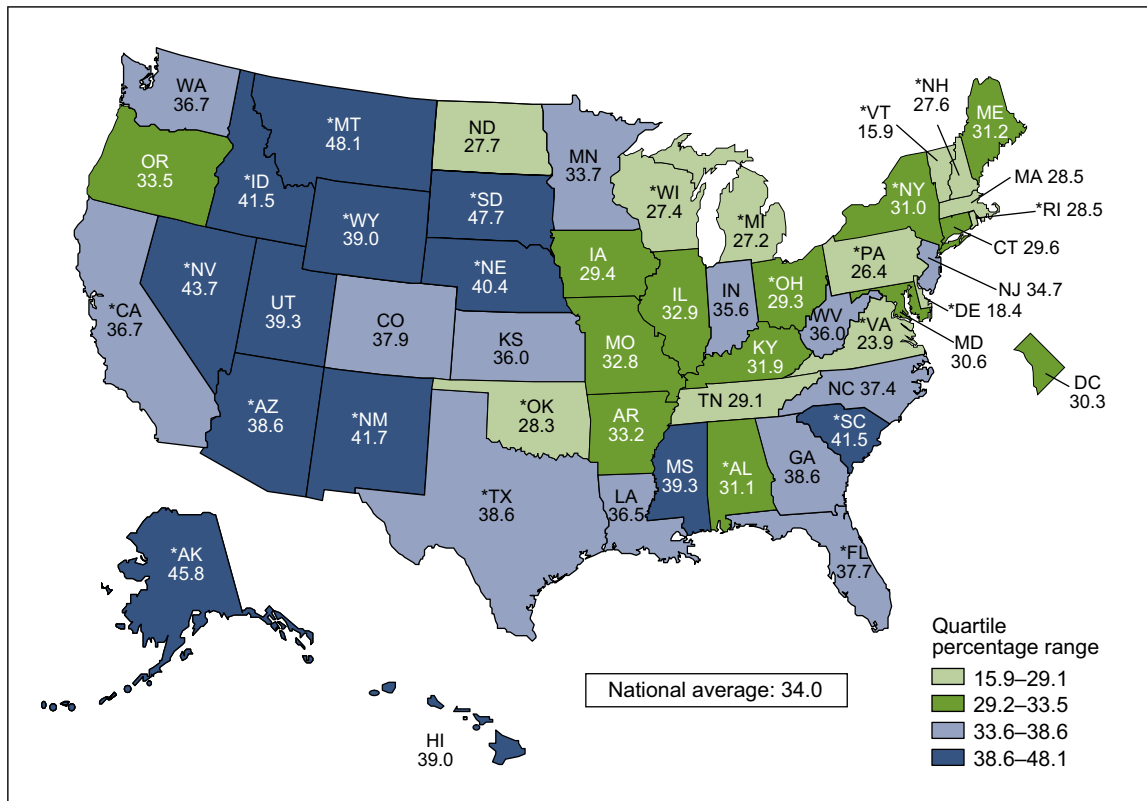 WA
36.7
*MT
48.1
ND
27.7
MN
33.7
*VT
15.9
*NH
27.6
ME
31.2
OR
33.5
*ID
41.5
*WY
39.0
*SD
47.7
*WI
27.4
*MI
27.2
*NY
31.0
MA 28.5
*RI 28.5
CT 29.6
*NV
43.7
UT
39.3
*NE
40.4
IA
29.4
IL
32.9
IN
35.6
*OH
29.3
*PA
26.4
NJ 34.7
*DE 18.4
*CA
36.7
CO
37.9
KS
36.0
MO
32.8
KY
31.9
WV
36.0
*VA
23.9
MD
30.6
DC
30.3
*AZ
38.6
*NM
41.7
*OK
28.3
AR
33.2
TN 29.1
NC 37.4
*SC
41.5
*TX
38.6
LA
36.5
MS
39.3
*AL
31.1
GA
38.6
*FL
37.7
*AK
45.8
HI
39.0
National average: 34.0
Quartile
percentage range
15.9–29.1
29.2–33.5
33.6–38.6
38.6–48.1